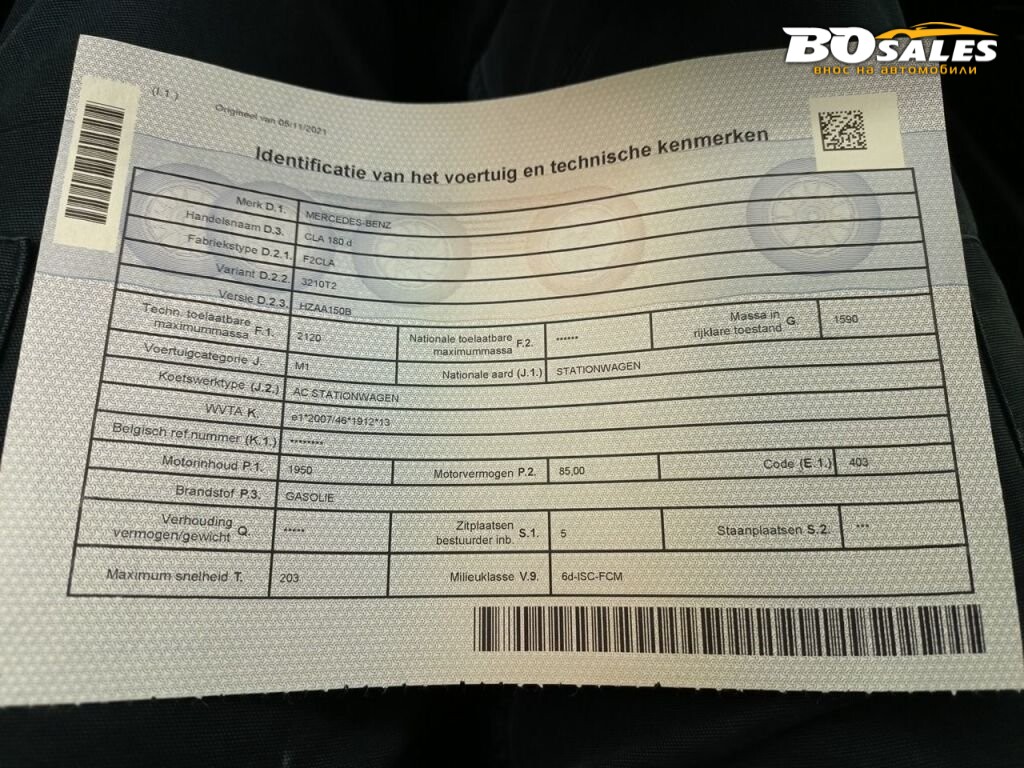 BO SALES
внос на автомобили
(I.1.)
Origineel van 05/11/2021
Identificatie van het voertuig en technische kenmerken
Merk D.1. MERCEDES-BENZ
Handelsnaam D.3. CLA 180 d
Fabriekstype D.2.1. F2CLA
Variant D.2.2. 3210T2
Versie D.2.3. HZAA150B
Techn. toelaatbare maximummassa F.1. 2120 Nationale toelaatbare maximummassa F.2. ****** Massa in rijklare toestand G. 1590
Voertuigcategorie J. M1 Nationale aard (J.1.) STATIONWAGEN
Koetswerktype (J.2.) AC STATIONWAGEN
WVTA K. e1*2007/46*1912*13
Belgisch ref.nummer (K.1.) ********
Motorinhoud P.1. 1950 Motorvermogen P.2. 85,00 Code (E.1.) 403
Brandstof P.3. GASOLIE
Verhouding vermogen/gewicht Q. ***** Zitplaatsen bestuurder inb. S.1. 5 Staanplaatsen S.2. ***
Maximum snelheid T. 203 Milieuklasse V.9. 6d-ISC-FCM